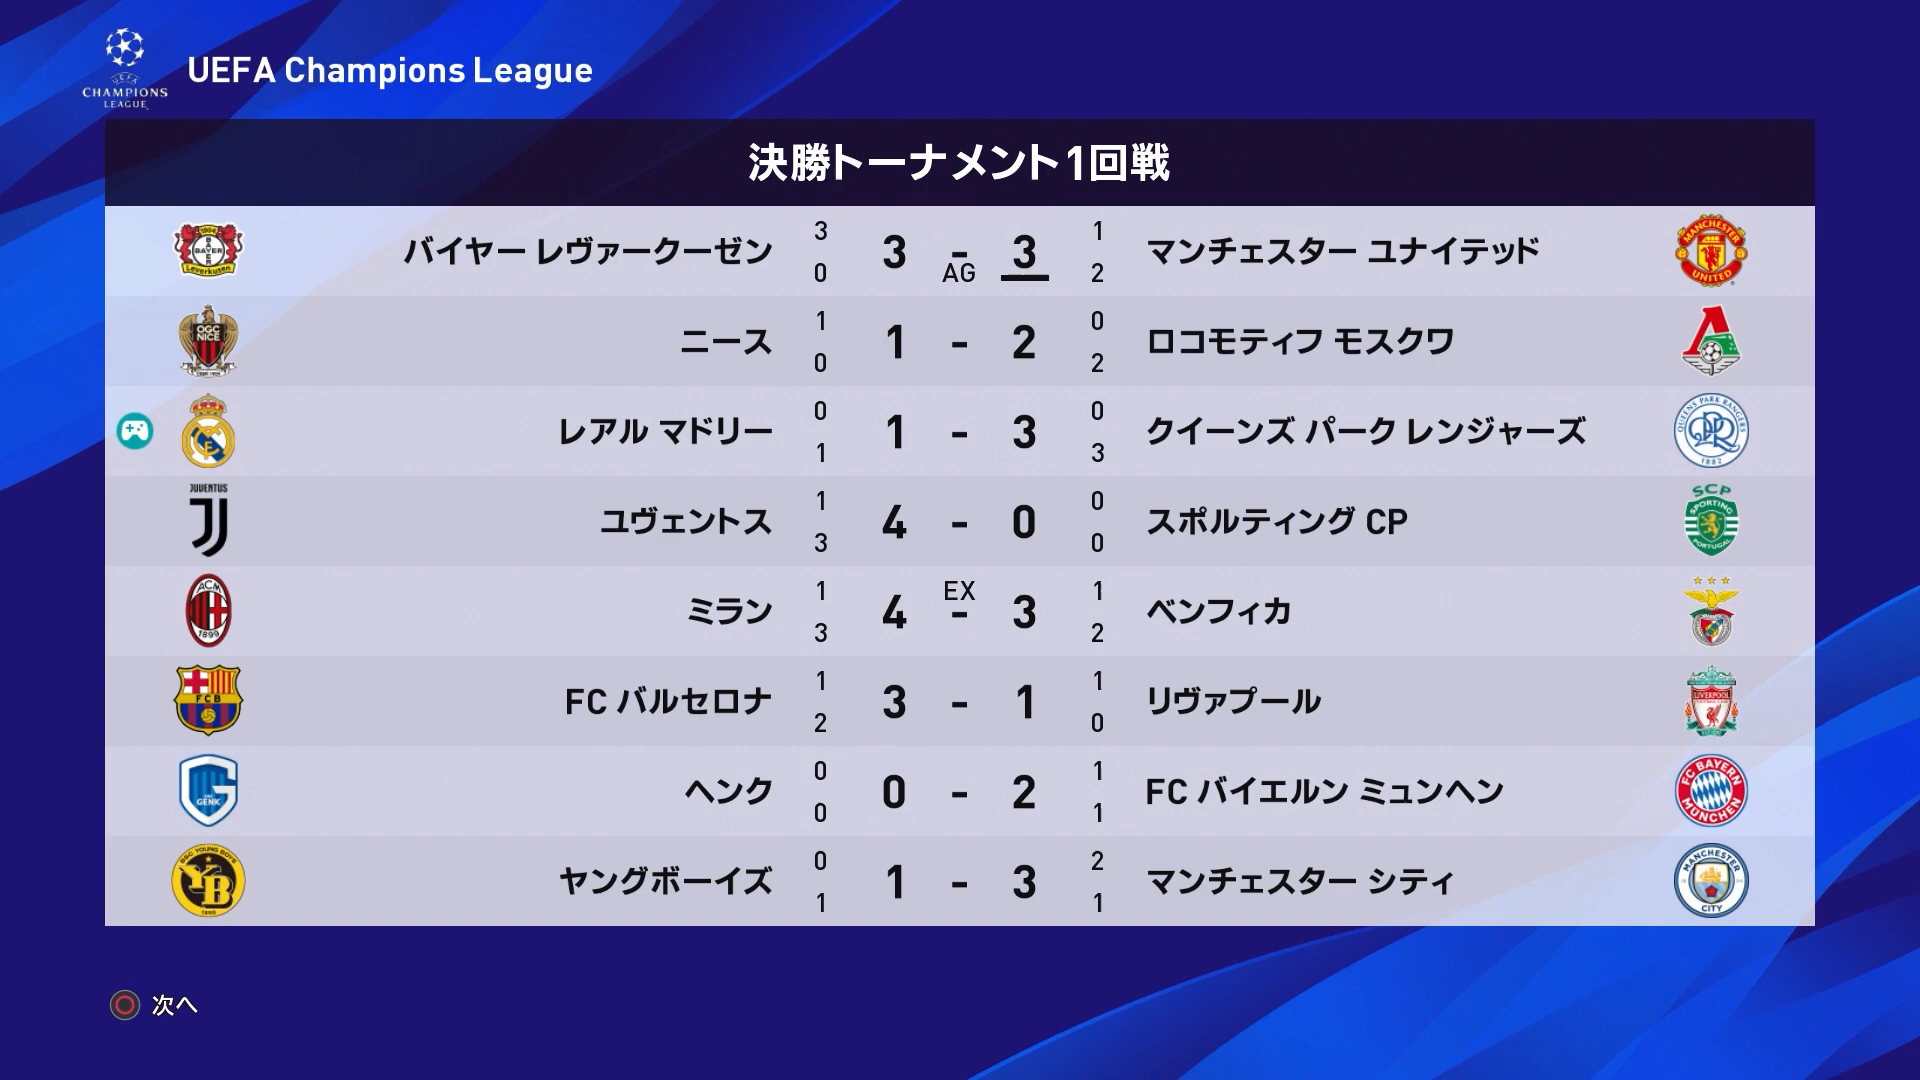 UEFA
CHAMPIONS
LEAGUE
UEFA Champions League
決勝トーナメント1回戦
バイヤー レヴァークーゼン 3 0 3 - AG 3 1 2 マンチェスター ユナイテッド
ニース 1 0 1 - 2 0 2 ロコモティフ モスクワ
レアル マドリー 0 1 1 - 3 0 3 クイーンズ パーク レンジャーズ
JUVENTUS ユヴェントス 1 3 4 - 0 0 0 スポルティング CP
ミラン 1 3 4 EX - 3 1 2 ベンフィカ
FC バルセロナ 1 2 3 - 1 1 0 リヴァプール
ヘンク 0 0 0 - 2 1 1 FC バイエルン ミュンヘン
ヤングボーイズ 0 1 1 - 3 2 1 マンチェスター シティ
次へ